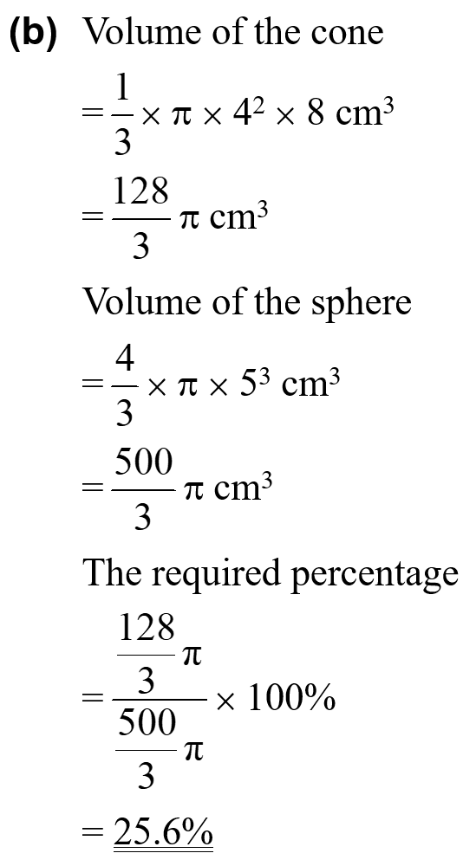 (b) Volume of the cone
= 1/3 × π × 4² × 8 cm³
= 128/3 π cm³
Volume of the sphere
= 4/3 × π × 5³ cm³
= 500/3 π cm³
The required percentage
= (128/3 π)/(500/3 π) × 100%
= 25.6%